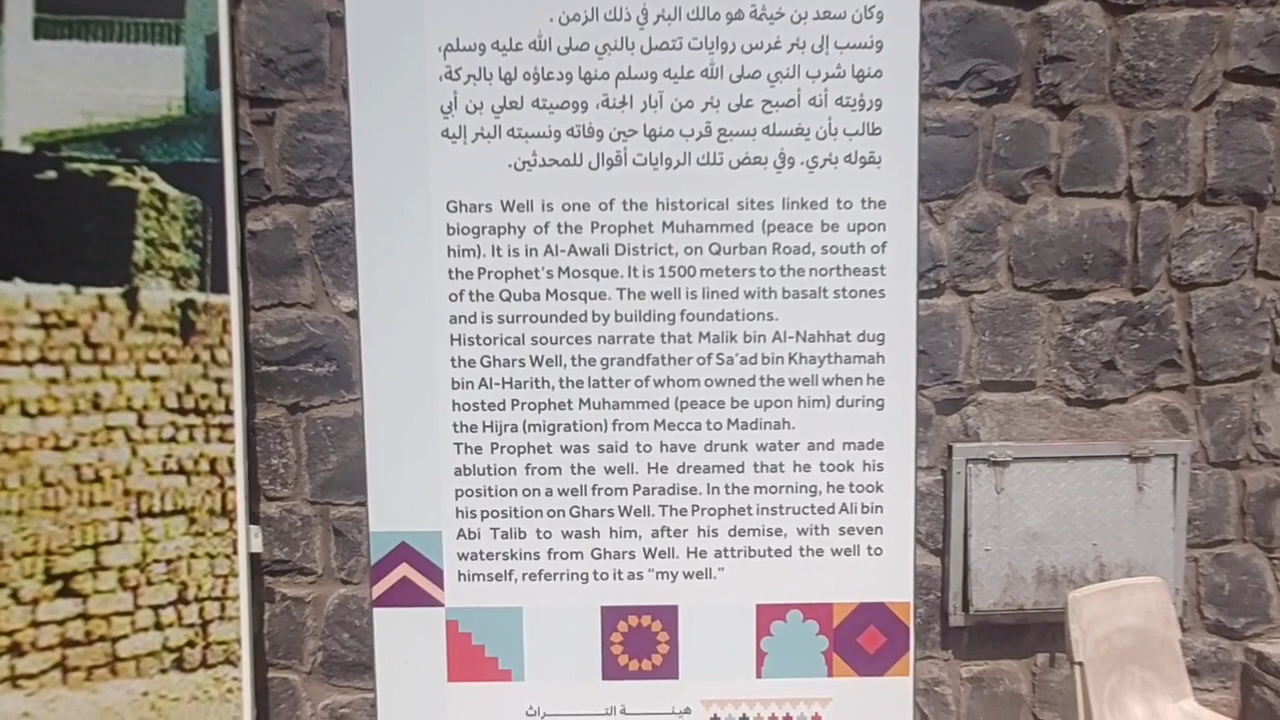 وكان سعد بن خيثمة هو مالك البئر في ذلك الزمن .
ونسب إلى بئر غرس روايات تتصل بالنبي صلى الله عليه وسلم،
منها شرب النبي صلى الله عليه وسلم منها ودعاؤه لها بالبركة،
ورؤيته أنه أصبح على بئر من آبار الجنة، ووصيته لعلي بن أبي
طالب بأن يغسله بسبع قرب منها حين وفاته ونسبته البئر إليه
بقوله بئري. وفي بعض تلك الروايات أقوال للمحدثين.
Ghars Well is one of the historical sites linked to the
biography of the Prophet Muhammed (peace be upon
him). It is in Al-Awali District, on Qurban Road, south of
the Prophet's Mosque. It is 1500 meters to the northeast
of the Quba Mosque. The well is lined with basalt stones
and is surrounded by building foundations.
Historical sources narrate that Malik bin Al-Nahhat dug
the Ghars Well, the grandfather of Sa'ad bin Khaythamah
bin Al-Harith, the latter of whom owned the well when he
hosted Prophet Muhammed (peace be upon him) during
the Hijra (migration) from Mecca to Madinah.
The Prophet was said to have drunk water and made
ablution from the well. He dreamed that he took his
position on a well from Paradise. In the morning, he took
his position on Ghars Well. The Prophet instructed Ali bin
Abi Talib to wash him, after his demise, with seven
waterskins from Ghars Well. He attributed the well to
himself, referring to it as “my well.”
هيئـــة التـــراث